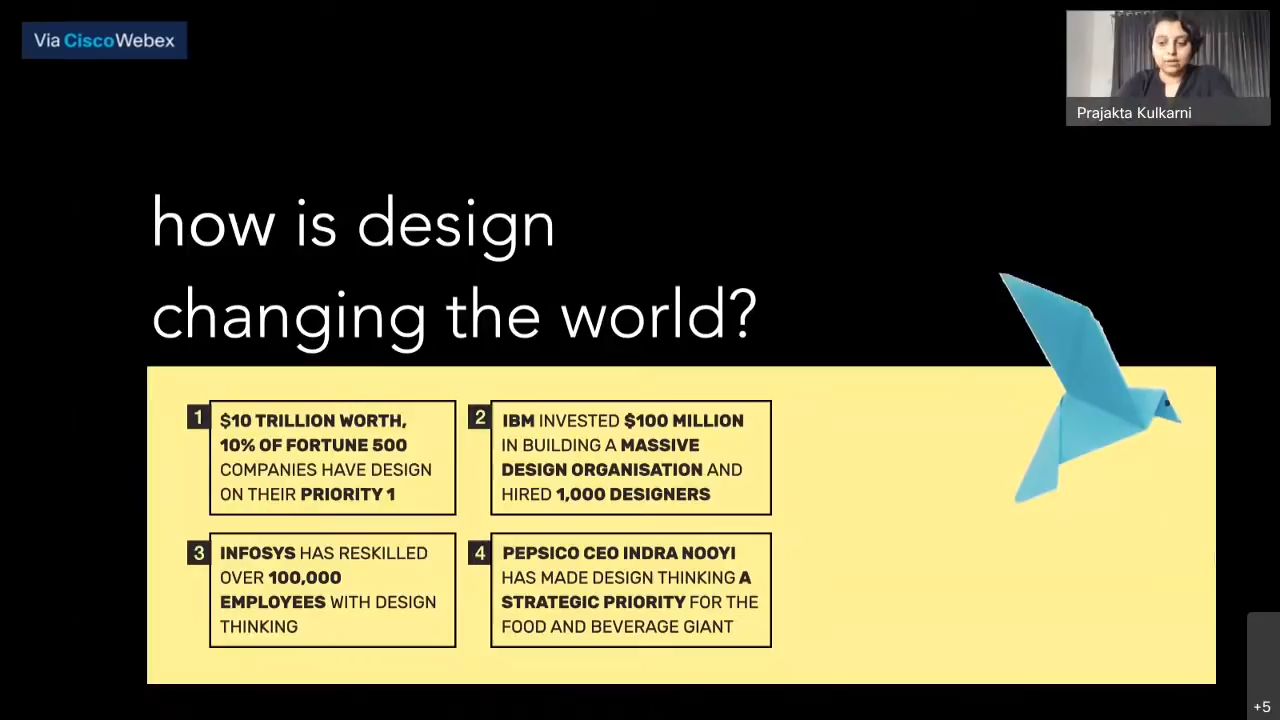 Via Cisco Webex
Prajakta Kulkarni
how is design
changing the world?
1
$10 TRILLION WORTH,
10% OF FORTUNE 500
COMPANIES HAVE DESIGN
ON THEIR PRIORITY 1
2
IBM INVESTED $100 MILLION
IN BUILDING A MASSIVE
DESIGN ORGANISATION AND
HIRED 1,000 DESIGNERS
3
INFOSYS HAS RESKILLED
OVER 100,000
EMPLOYEES WITH DESIGN
THINKING
4
PEPSICO CEO INDRA NOOYI
HAS MADE DESIGN THINKING A
STRATEGIC PRIORITY FOR THE
FOOD AND BEVERAGE GIANT
+5